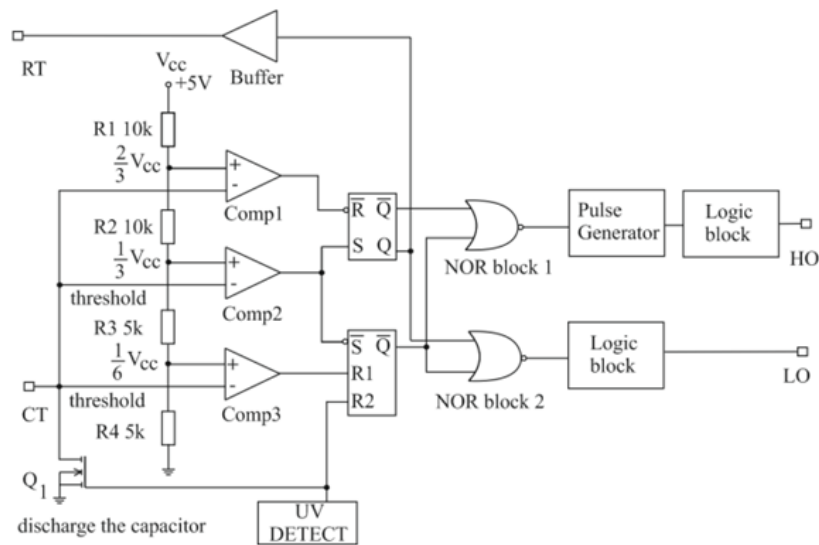 RT
Buffer
Vcc
+5V
R1 10k
2/3 Vcc
+
-
Comp1
R̅ Q̅
S Q
NOR block 1
Pulse
Generator
Logic
block
HO
R2 10k
1/3 Vcc
+
-
threshold
Comp2
R3 5k
1/6 Vcc
+
-
threshold
Comp3
CT
R4 5k
S̅ Q̅
R1
R2
NOR block 2
Logic
block
LO
Q1
discharge the capacitor
UV
DETECT